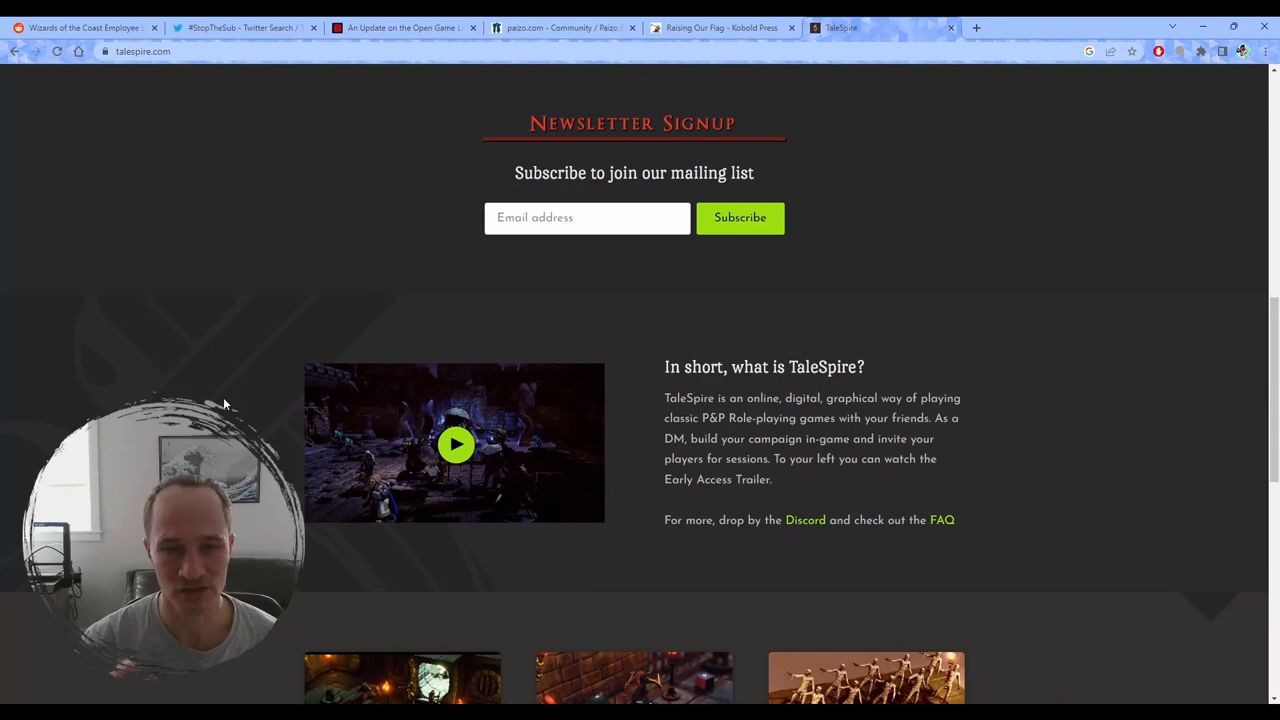 Wizards of the Coast Employee
#StopTheSub - Twitter Search / T
An Update on the Open Game L
paizo.com - Community / Paizo
Raising Our Flag - Kobold Press
TaleSpire
talespire.com
Newsletter Signup
Subscribe to join our mailing list
Email address
Subscribe
In short, what is TaleSpire?
TaleSpire is an online, digital, graphical way of playing
classic P&P Role-playing games with your friends. As a
DM, build your campaign in-game and invite your
players for sessions. To your left you can watch the
Early Access Trailer.
For more, drop by the Discord and check out the FAQ